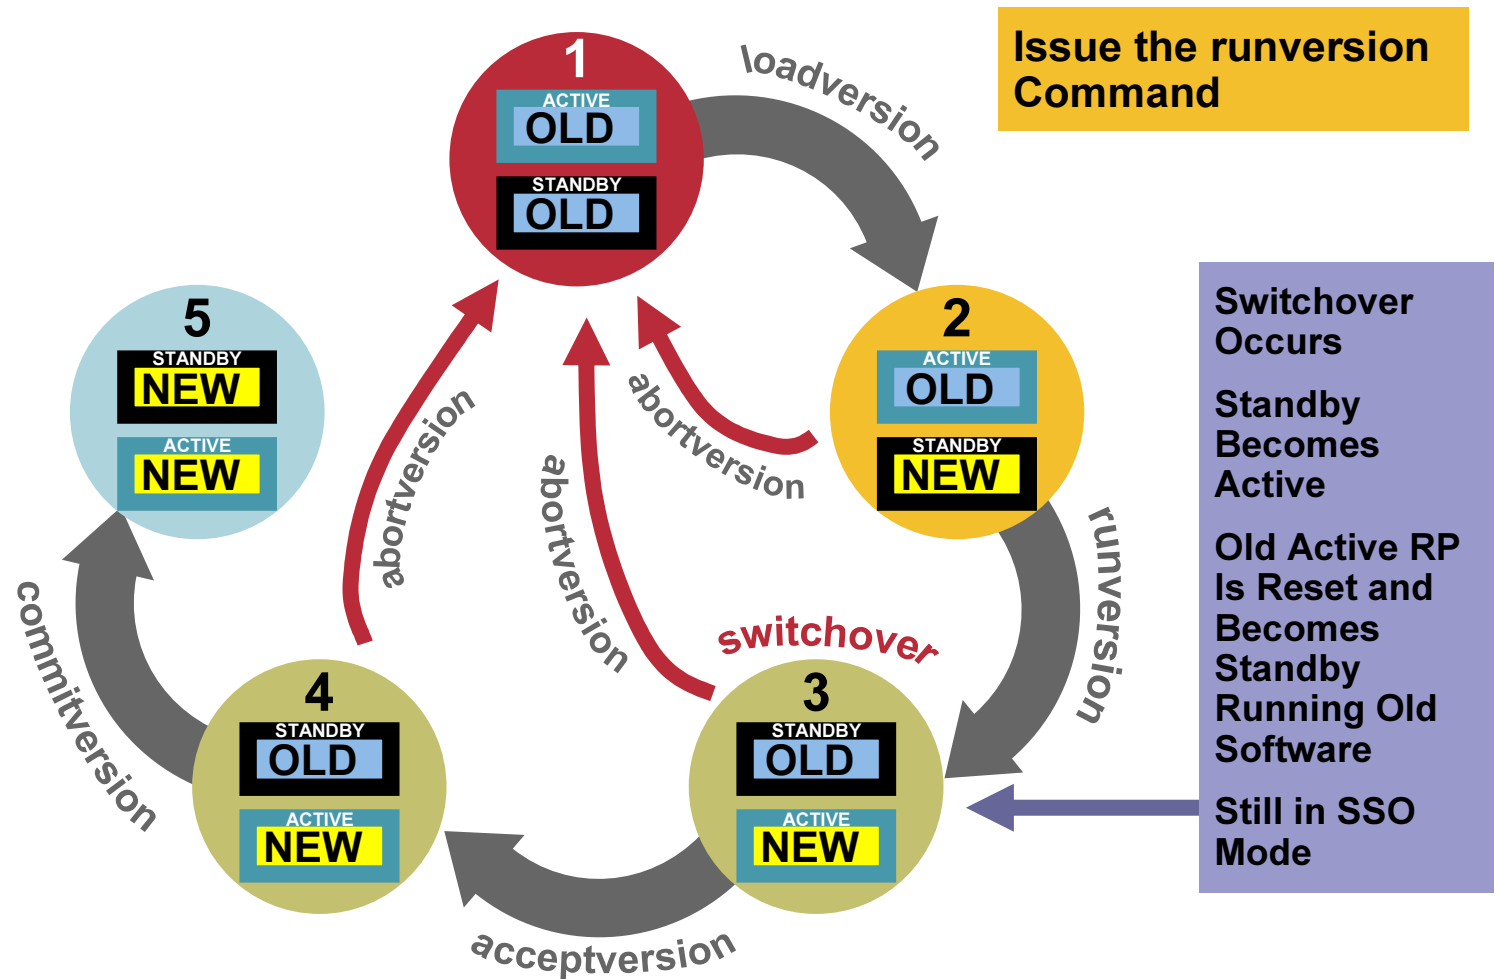 Issue the runversion
Command
1
ACTIVE
OLD
STANDBY
OLD
loadversion
2
ACTIVE
OLD
STANDBY
NEW
abortversion
runversion
Switchover
Occurs
Standby
Becomes
Active
Old Active RP
Is Reset and
Becomes
Standby
Running Old
Software
Still in SSO
Mode
switchover
3
STANDBY
OLD
ACTIVE
NEW
abortversion
acceptversion
4
STANDBY
OLD
ACTIVE
NEW
abortversion
commitversion
5
STANDBY
NEW
ACTIVE
NEW